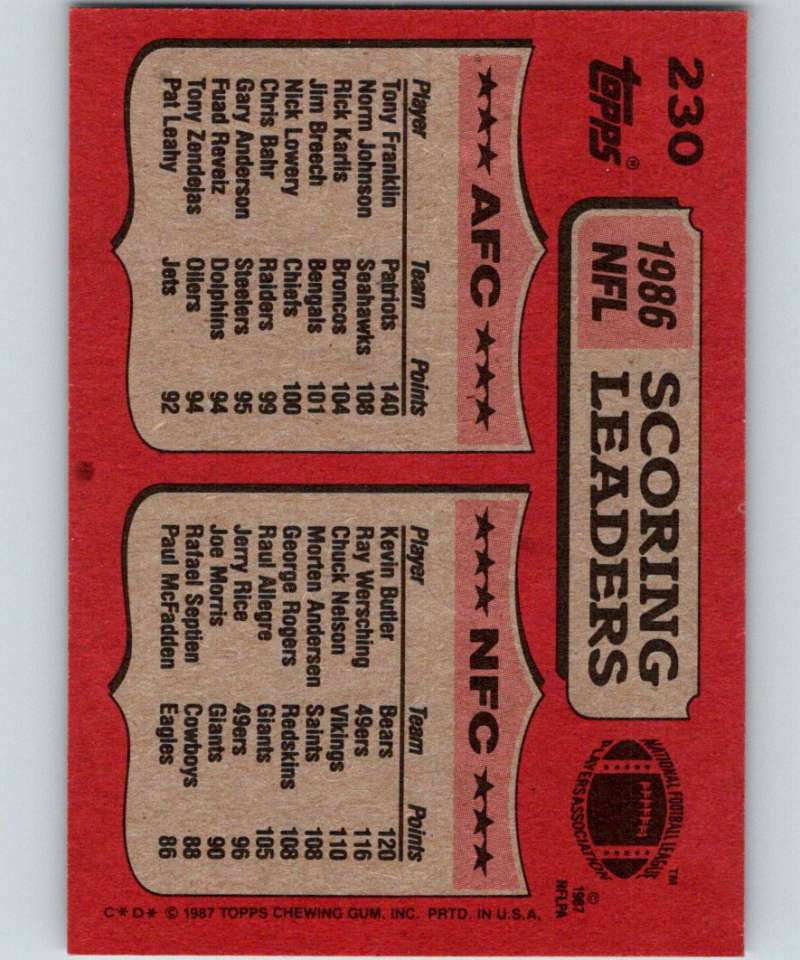 230
Topps®
1986 NFL
SCORING LEADERS
NATIONAL FOOTBALL LEAGUE PLAYERS ASSOCIATION
™
© 1987 NFLPA
★★★ AFC ★★★
Player Team Points
Tony Franklin Patriots 140
Norm Johnson Seahawks 108
Rick Karlis Broncos 104
Jim Breech Bengals 101
Nick Lowery Chiefs 100
Chris Bahr Raiders 99
Gary Anderson Steelers 95
Fuad Reveiz Dolphins 94
Tony Zendejas Oilers 94
Pat Leahy Jets 92
★★★ NFC ★★★
Player Team Points
Kevin Butler Bears 120
Ray Wersching 49ers 116
Chuck Nelson Vikings 110
Morten Andersen Saints 108
George Rogers Redskins 108
Raul Allegre Giants 105
Jerry Rice 49ers 96
Joe Morris Giants 90
Rafael Septien Cowboys 88
Paul McFadden Eagles 86
C*D* © 1987 TOPPS CHEWING GUM. INC. PRTD. IN U.S.A.